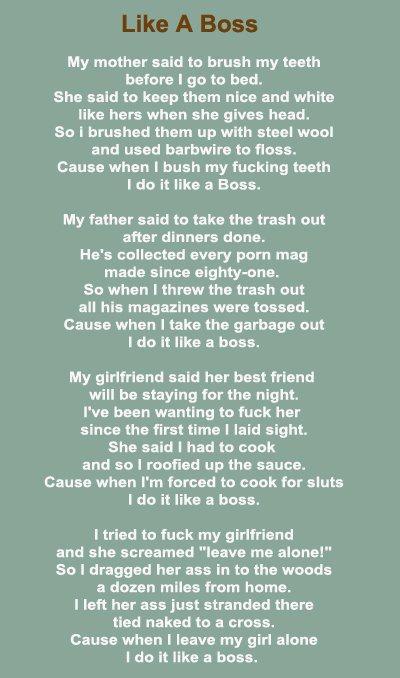 Like A Boss
My mother said to brush my teeth
before I go to bed.
She said to keep them nice and white
like hers when she gives head.
So i brushed them up with steel wool
and used barbwire to floss.
Cause when I bush my fucking teeth
I do it like a Boss.
My father said to take the trash out
after dinners done.
He's collected every porn mag
made since eighty-one.
So when I threw the trash out
all his magazines were tossed.
Cause when I take the garbage out
I do it like a boss.
My girlfriend said her best friend
will be staying for the night.
I've been wanting to fuck her
since the first time I laid sight.
She said I had to cook
and so I roofied up the sauce.
Cause when I'm forced to cook for sluts
I do it like a boss.
I tried to fuck my girlfriend
and she screamed "leave me alone!"
So I dragged her ass in to the woods
a dozen miles from home.
I left her ass just stranded there
tied naked to a cross.
Cause when I leave my girl alone
I do it like a boss.